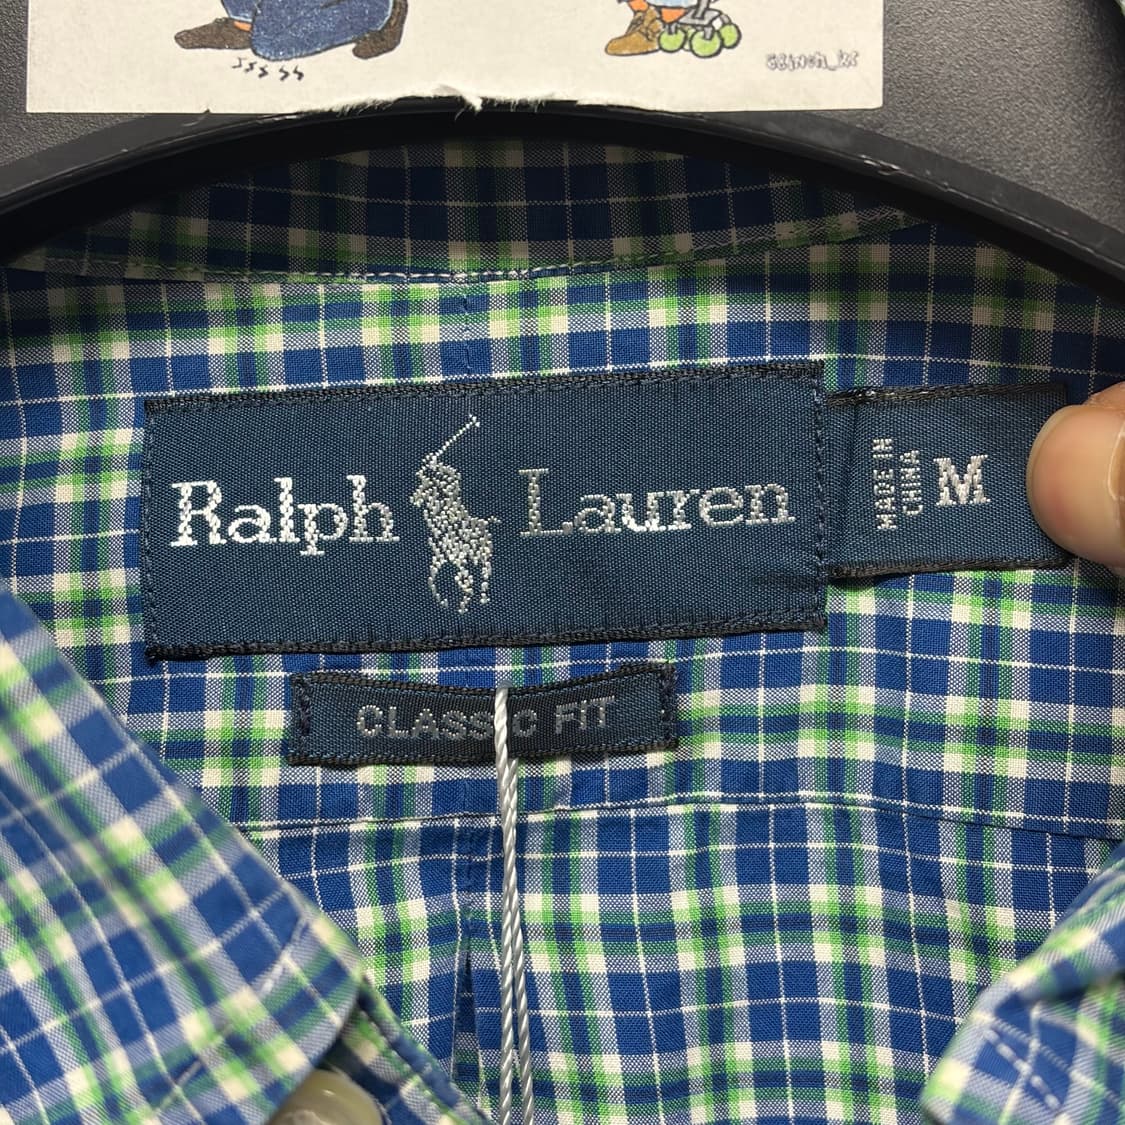 Ralph Lauren
MADE IN
CHINA
M
CLASSIC FIT